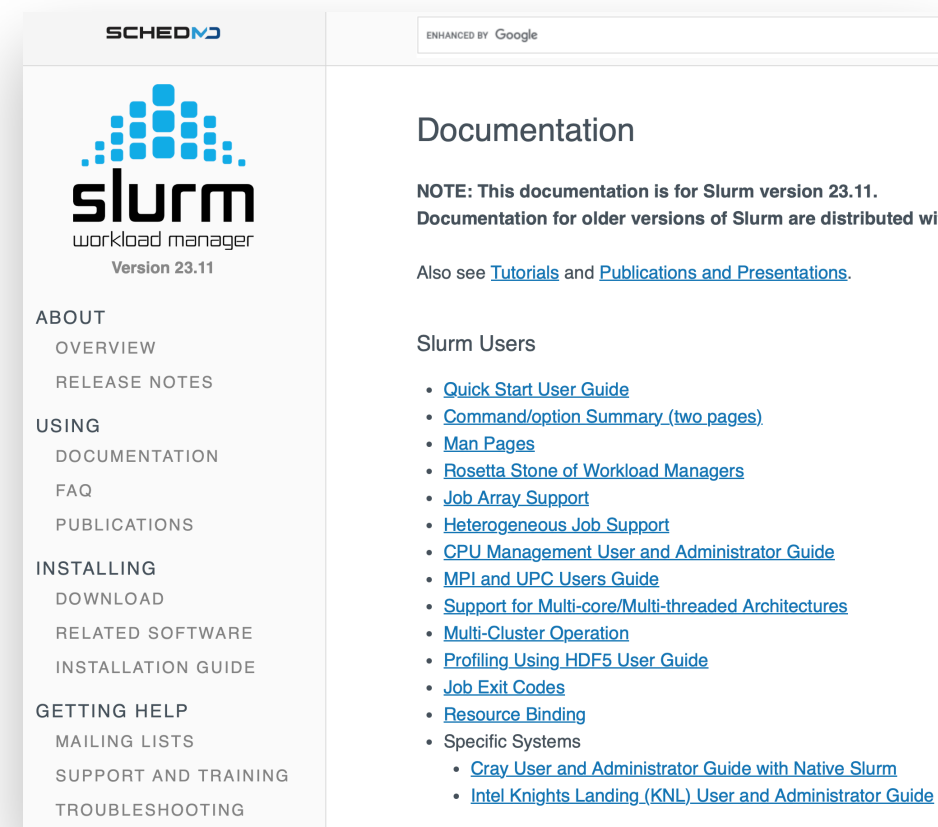 SCHEDMD
ENHANCED BY Google
slurm
workload manager
Version 23.11
ABOUT
OVERVIEW
RELEASE NOTES
USING
DOCUMENTATION
FAQ
PUBLICATIONS
INSTALLING
DOWNLOAD
RELATED SOFTWARE
INSTALLATION GUIDE
GETTING HELP
MAILING LISTS
SUPPORT AND TRAINING
TROUBLESHOOTING
Documentation
NOTE: This documentation is for Slurm version 23.11.
Documentation for older versions of Slurm are distributed wi
Also see Tutorials and Publications and Presentations.
Slurm Users
• Quick Start User Guide
• Command/option Summary (two pages)
• Man Pages
• Rosetta Stone of Workload Managers
• Job Array Support
• Heterogeneous Job Support
• CPU Management User and Administrator Guide
• MPI and UPC Users Guide
• Support for Multi-core/Multi-threaded Architectures
• Multi-Cluster Operation
• Profiling Using HDF5 User Guide
• Job Exit Codes
• Resource Binding
• Specific Systems
• Cray User and Administrator Guide with Native Slurm
• Intel Knights Landing (KNL) User and Administrator Guide